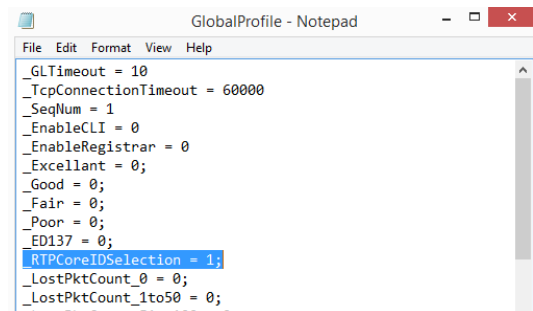 GlobalProfile - Notepad
File Edit Format View Help
_GLTimeout = 10
_TcpConnectionTimeout = 60000
_SeqNum = 1
_EnableCLI = 0
_EnableRegistrar = 0
_Excellant = 0;
_Good = 0;
_Fair = 0;
_Poor = 0;
_ED137 = 0;
_RTPCoreIDSelection = 1;
_LostPktCount_0 = 0;
_LostPktCount_1to50 = 0;